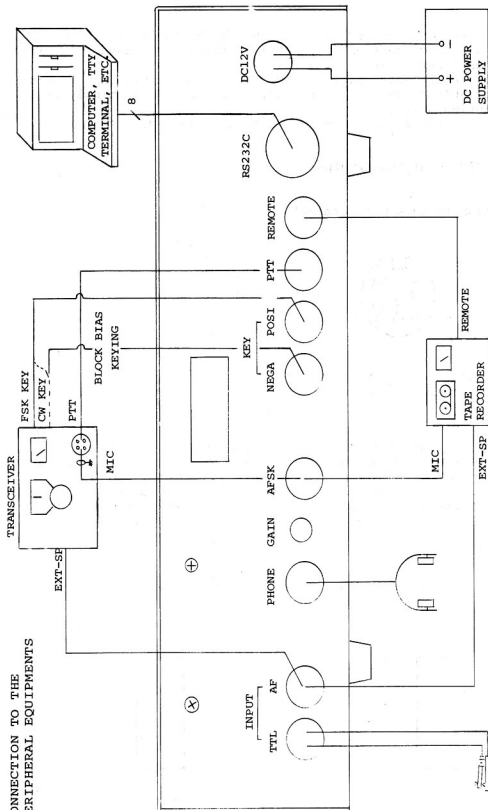 CONNECTION TO THE
PERIPHERAL EQUIPMENTS
TRANSCEIVER
EXT-SP
MIC
PTT
CW KEY
FSK KEY
BLOCK BIAS
KEYING
COMPUTER, TTY
TERMINAL, ETC.
8
INPUT
TTL
AF
PHONE
GAIN
AFSK
KEY
NEGA
POSI
PTT
REMOTE
RS232C
DC12V
MIC
EXT-SP
TAPE
RECORDER
REMOTE
+
-
DC POWER
SUPPLY